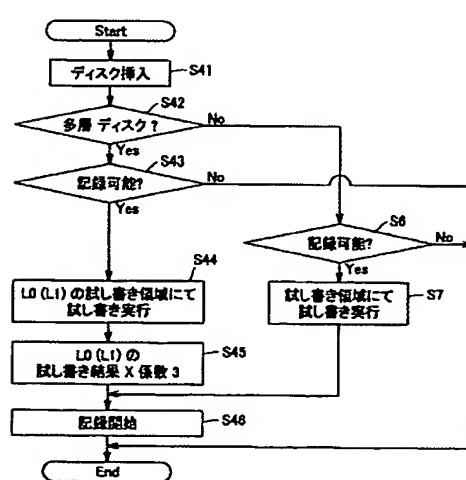 Start
ディスク挿入
S41
多層 ディスク?
S42
No
Yes
記録可能?
S43
No
Yes
記録可能?
S6
No
Yes
L0 (L1) の試し書き領域にて
試し書き実行
S44
試し書き領域にて
試し書き実行
S7
L0 (L1) の
試し書き結果 X 係数 3
S45
記録開始
S46
End